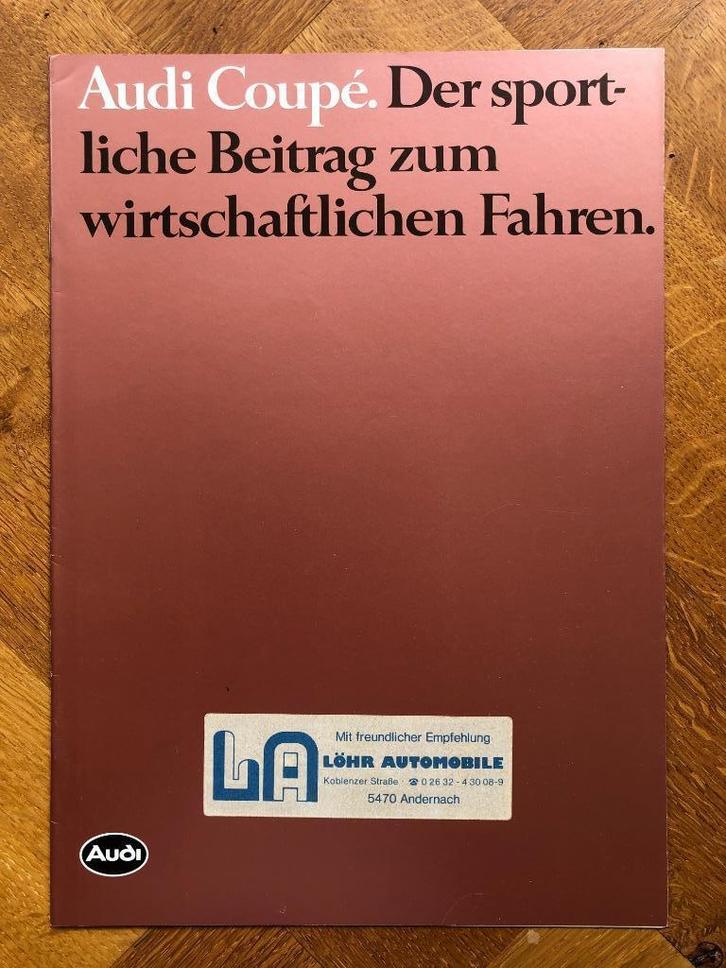 Audi Coupé. Der sport-
liche Beitrag zum
wirtschaftlichen Fahren.
LA
Mit freundlicher Empfehlung
LÖHR AUTOMOBILE
Koblenzer Straße · ☎ 0 26 32 - 4 30 08-9
5470 Andernach
Audi